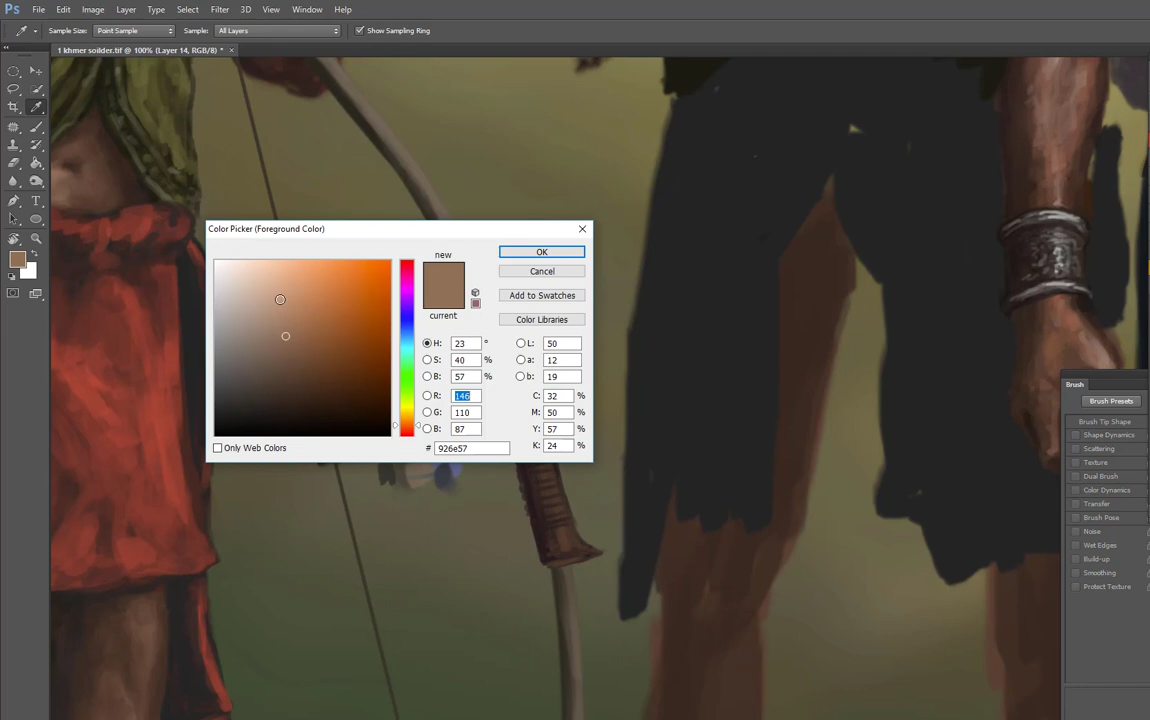 Ps File Edit Image Layer Type Select Filter 3D View Window Help
Sample Size: Point Sample Sample: All Layers Show Sampling Ring
1 khmer soilder.tif @ 100% (Layer 14, RGB/8) *
Color Picker (Foreground Color)
new
current
OK
Cancel
Add to Swatches
Color Libraries
H: 23 °
S: 40 %
B: 57 %
R: 146
G: 110
B: 87
L: 50
a: 12
b: 19
C: 32 %
M: 50 %
Y: 57 %
K: 24 %
Only Web Colors
# 926e57
Brush
Brush Presets
Brush Tip Shape
Shape Dynamics
Scattering
Texture
Dual Brush
Color Dynamics
Transfer
Brush Pose
Noise
Wet Edges
Build-up
Smoothing
Protect Texture